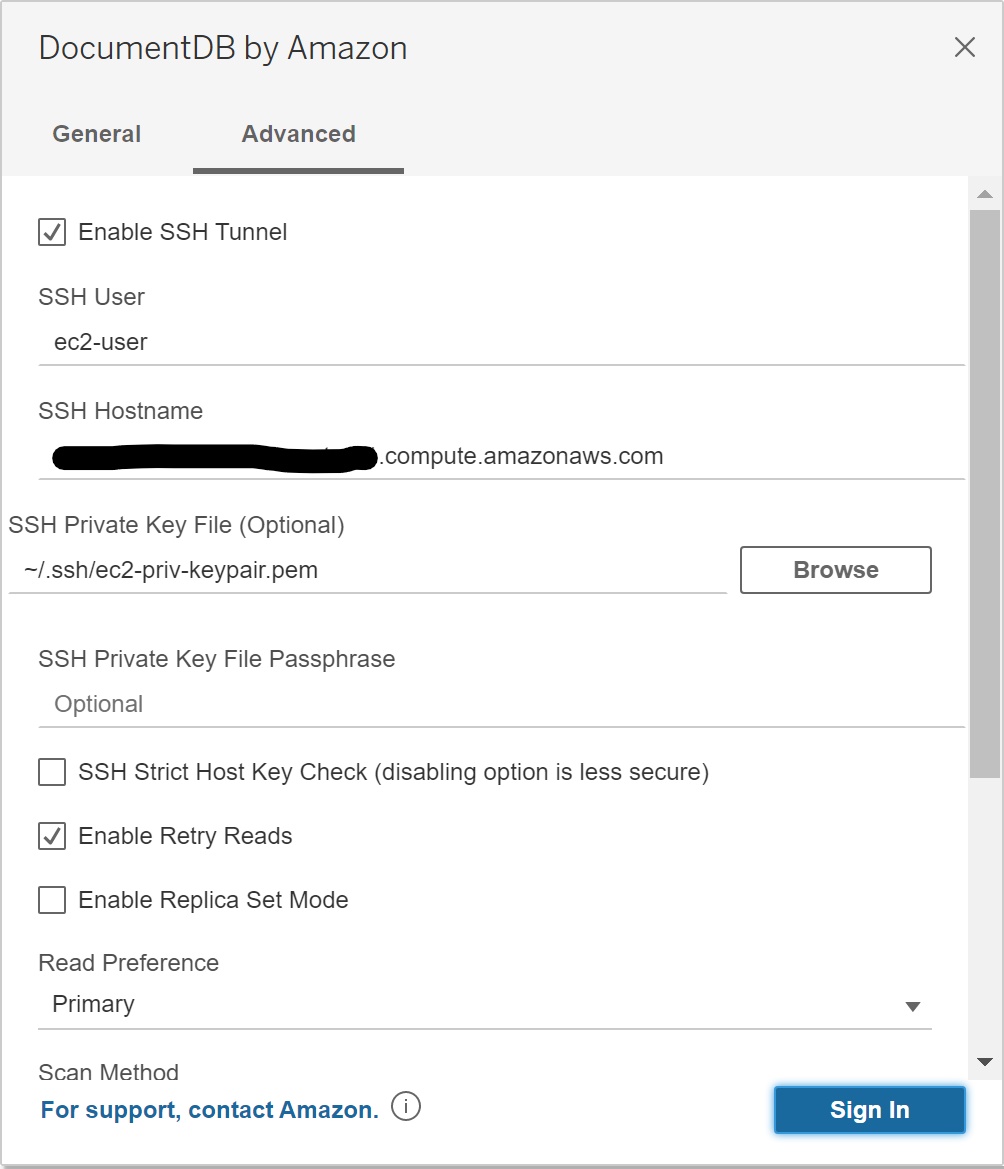 DocumentDB by Amazon
General Advanced
Enable SSH Tunnel
SSH User
ec2-user
SSH Hostname
.compute.amazonaws.com
SSH Private Key File (Optional)
~/.ssh/ec2-priv-keypair.pem Browse
SSH Private Key File Passphrase
Optional
SSH Strict Host Key Check (disabling option is less secure)
Enable Retry Reads
Enable Replica Set Mode
Read Preference
Primary
Scan Method
For support, contact Amazon. i Sign In